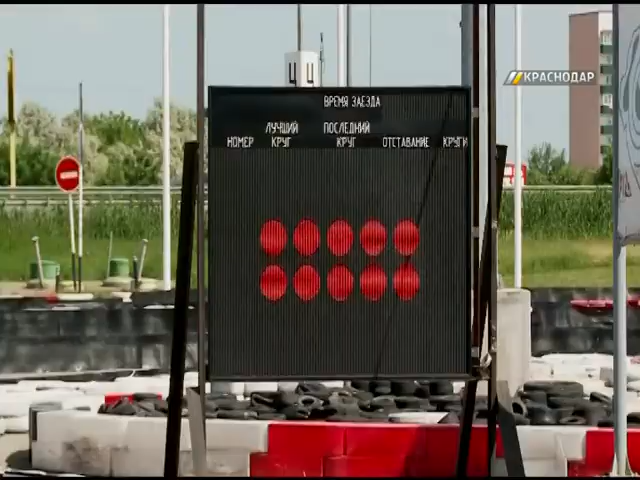 КРАСНОДАР
ВРЕМЯ ЗАЕЗДА
НОМЕР ЛУЧШИЙ КРУГ ПОСЛЕДНИЙ КРУГ ОТСТАВАНИЕ КРУГИ